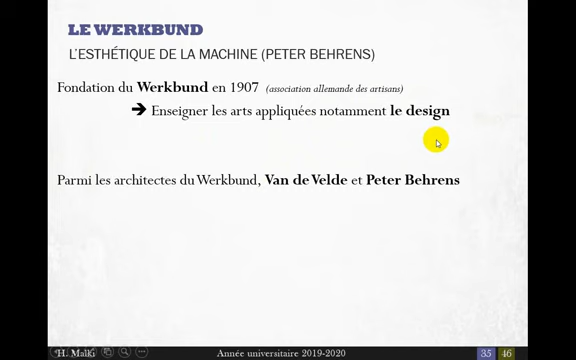 LE WERKBUND
L'ESTHÉTIQUE DE LA MACHINE (PETER BEHRENS)
Fondation du Werkbund en 1907 (association allemande des artisans)
➔ Enseigner les arts appliquées notamment le design
Parmi les architectes du Werkbund, Van de Velde et Peter Behrens
H. Malki Année universitaire 2019-2020 35 46